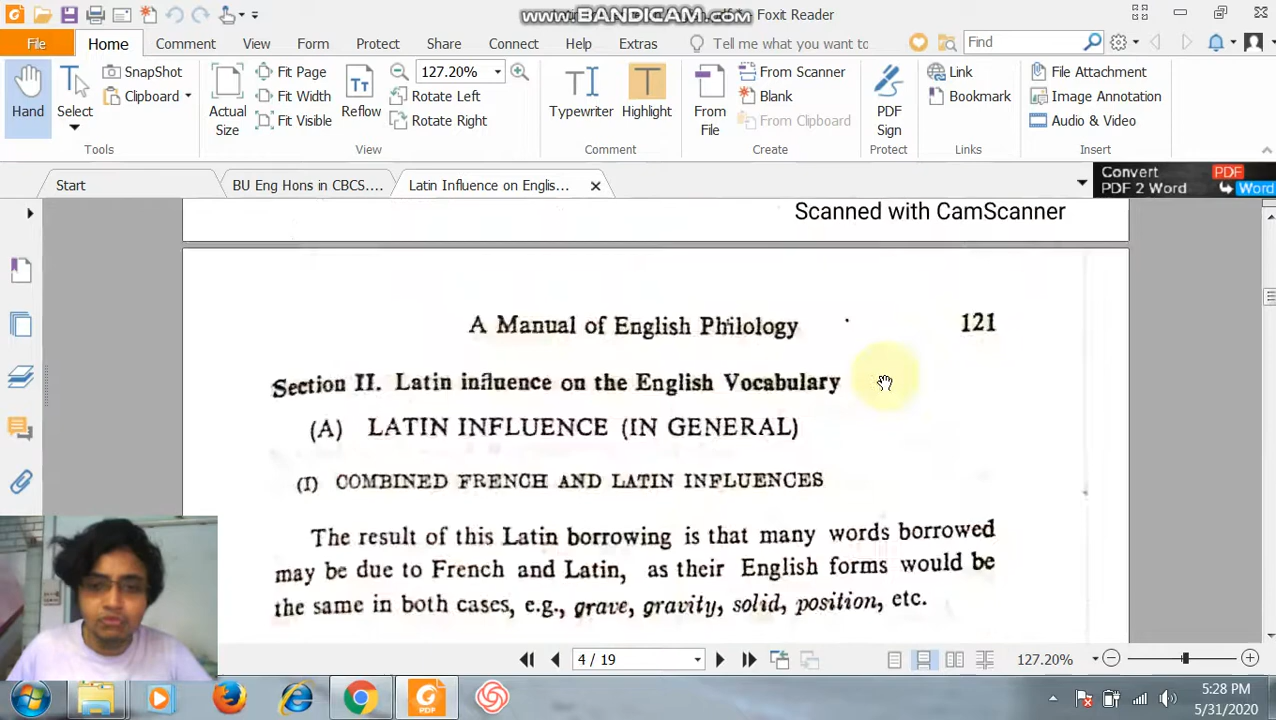 www.BANDICAM.com
Foxit Reader
File
Home
Comment
View
Form
Protect
Share
Connect
Help
Extras
Tell me what you want to
Find
Hand
Select
SnapShot
Clipboard
Actual
Size
Fit Page
Fit Width
Fit Visible
Reflow
127.20%
Rotate Left
Rotate Right
Typewriter
Highlight
From
File
From Scanner
Blank
From Clipboard
PDF
Sign
Link
Bookmark
File Attachment
Image Annotation
Audio & Video
Tools
View
Comment
Create
Protect
Links
Insert
Start
BU Eng Hons in CBCS....
Latin Influence on Englis...
Convert
PDF 2 Word
PDF
Word
Scanned with CamScanner
A Manual of English Philology
121
Section II. Latin influence on the English Vocabulary
(A) LATIN INFLUENCE (IN GENERAL)
(I) COMBINED FRENCH AND LATIN INFLUENCES
The result of this Latin borrowing is that many words borrowed
may be due to French and Latin, as their English forms would be
the same in both cases, e.g., grave, gravity, solid, position, etc.
4 / 19
127.20%
PDF
5:28 PM
5/31/2020